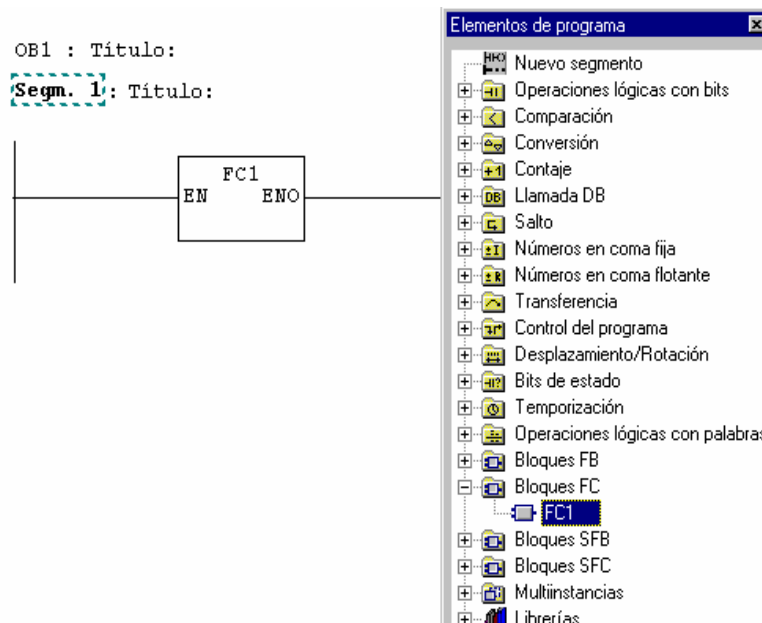 OB1 : Título:
Segm. 1: Título:
FC1
EN ENO
Elementos de programa
Nuevo segmento
Operaciones lógicas con bits
Comparación
Conversión
Contaje
Llamada DB
Salto
Números en coma fija
Números en coma flotante
Transferencia
Control del programa
Desplazamiento/Rotación
Bits de estado
Temporización
Operaciones lógicas con palabras
Bloques FB
Bloques FC
FC1
Bloques SFB
Bloques SFC
Multiinstancias
Librerías